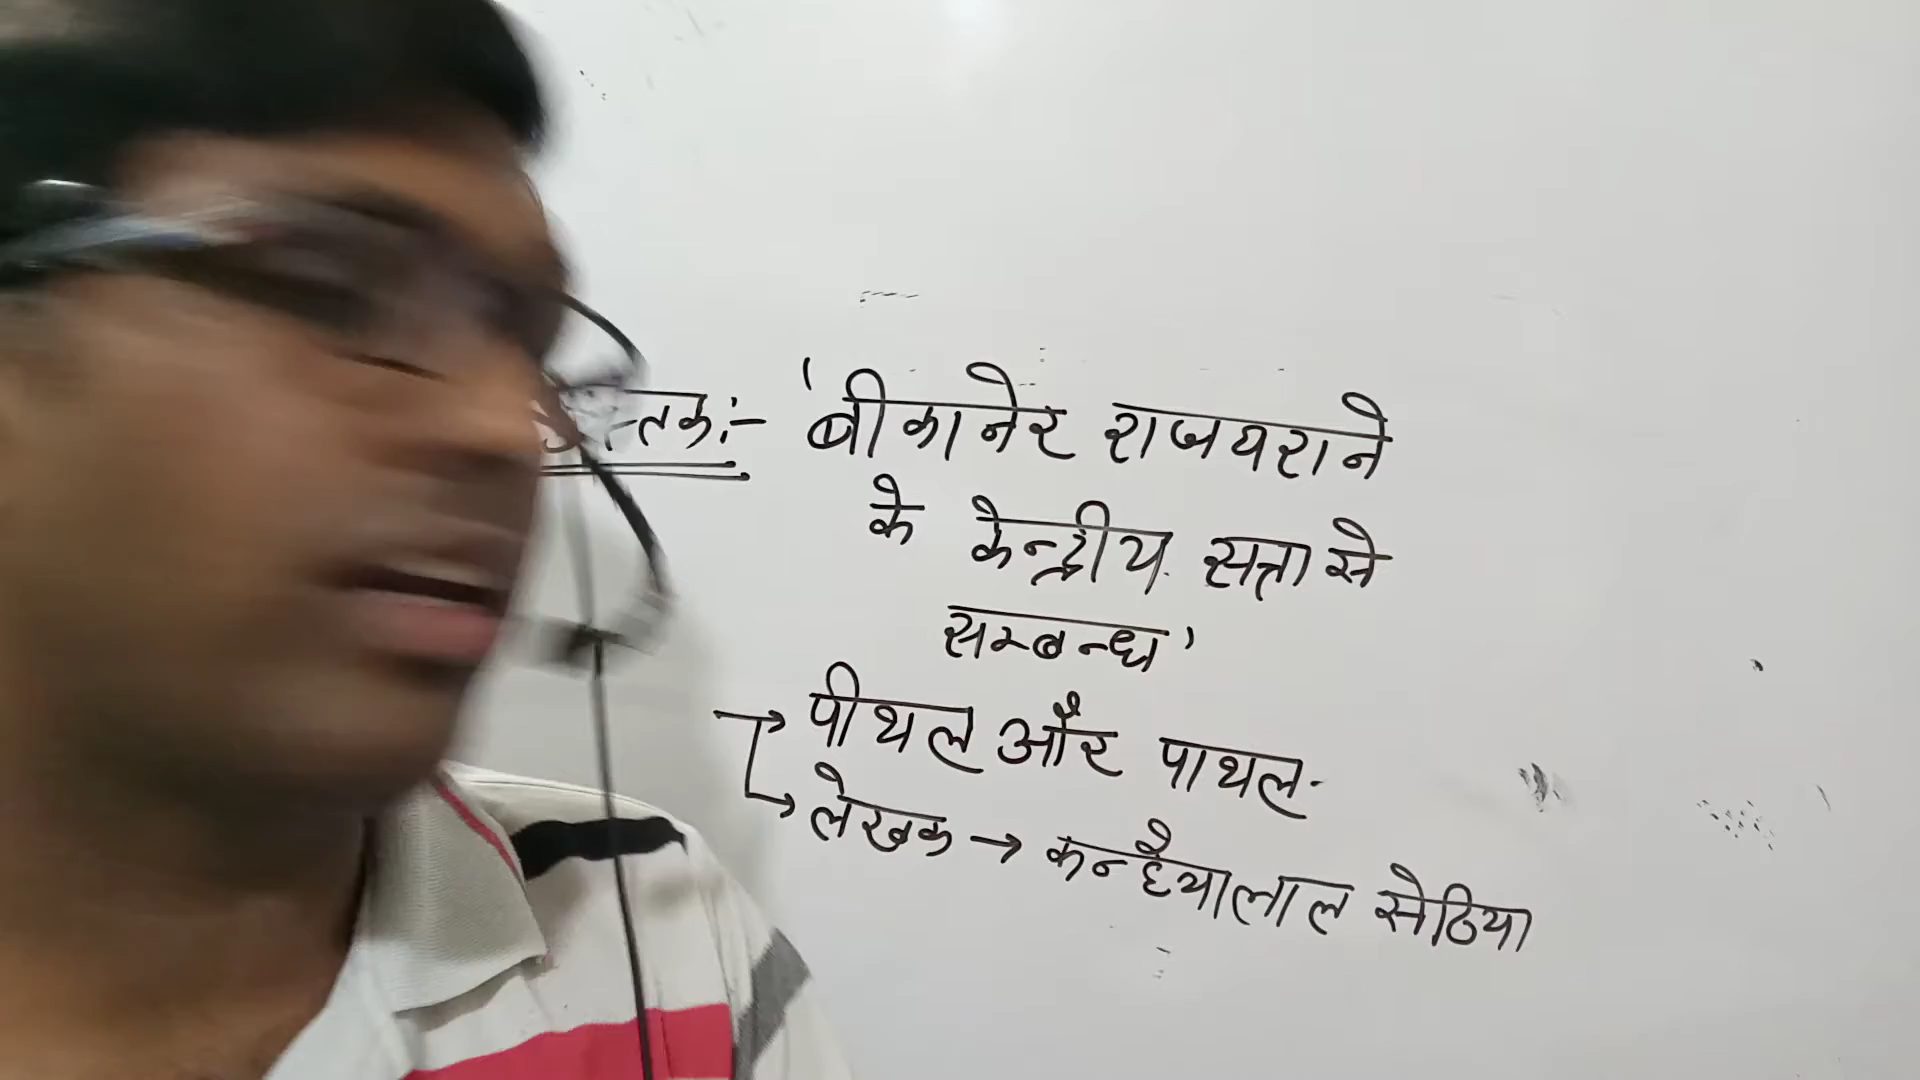 'बीकानेर राजघराने
के केन्द्रीय सत्ता से
सम्बन्ध'
→ पीथल और पाथल
→ लेखक → कन्हैयालाल सेठिया